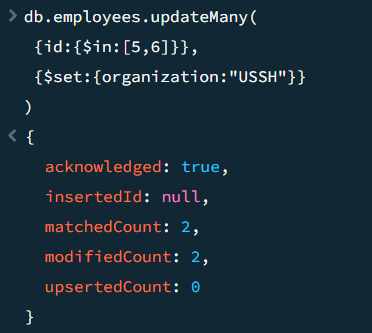 > db.employees.updateMany(
{id:{$in:[5,6]}},
{$set:{organization:"USSH"}}
)
< {
acknowledged: true,
insertedId: null,
matchedCount: 2,
modifiedCount: 2,
upsertedCount: 0
}